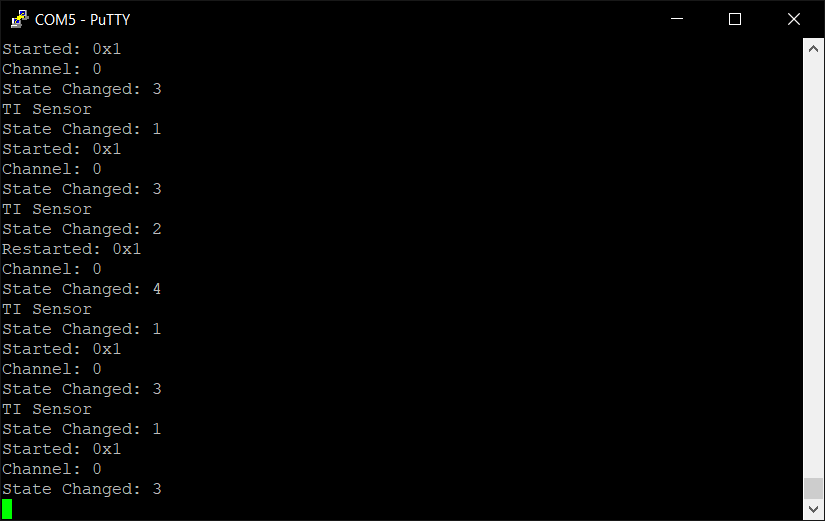 COM5 - PuTTY
Started: 0x1
Channel: 0
State Changed: 3
TI Sensor
State Changed: 1
Started: 0x1
Channel: 0
State Changed: 3
TI Sensor
State Changed: 2
Restarted: 0x1
Channel: 0
State Changed: 4
TI Sensor
State Changed: 1
Started: 0x1
Channel: 0
State Changed: 3
TI Sensor
State Changed: 1
Started: 0x1
Channel: 0
State Changed: 3